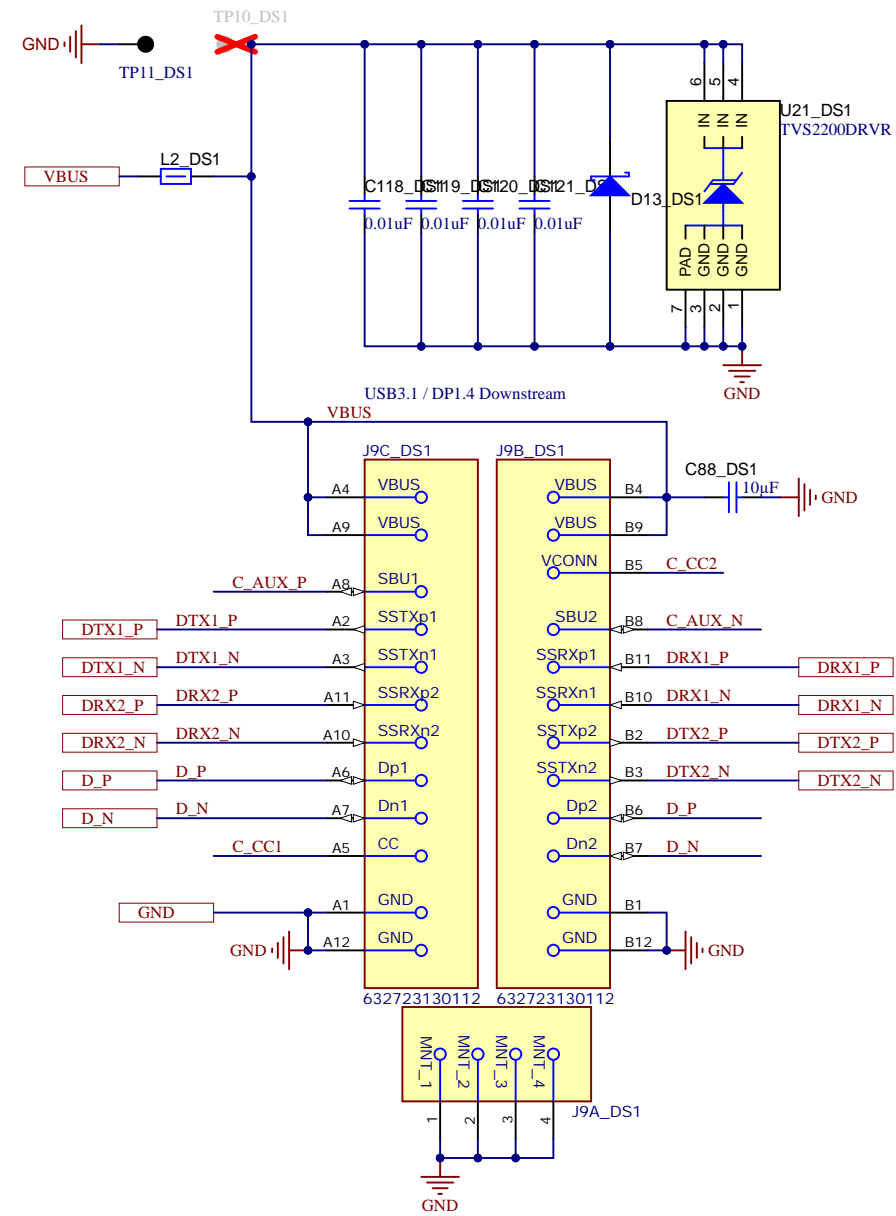 TP10_DS1
GND
TP11_DS1
6
5
4
U21_DS1
TVS2200DRVR
IN
IN
IN
L2_DS1
VBUS
C118_DS1
C119_DS1
C120_DS1
C121_DS1
D13_DS1
0.01uF
0.01uF
0.01uF
0.01uF
PAD
GND
GND
GND
7
3
2
1
GND
USB3.1 / DP1.4 Downstream
VBUS
J9C_DS1
J9B_DS1
C88_DS1
10µF
GND
A4 VBUS
VBUS B4
A9 VBUS
VBUS B9
VCONN B5 C_CC2
C_AUX_P A8 SBU1
DTX1_P DTX1_P A2 SSTXp1
SBU2 B8 C_AUX_N
DTX1_N DTX1_N A3 SSTXn1
SSRXp1 B11 DRX1_P DRX1_P
DRX2_P DRX2_P A11 SSRXp2
SSRXn1 B10 DRX1_N DRX1_N
DRX2_N DRX2_N A10 SSRXn2
SSTXp2 B2 DTX2_P DTX2_P
D_P D_P A6 Dp1
SSTXn2 B3 DTX2_N DTX2_N
D_N D_N A7 Dn1
Dp2 B6 D_P
C_CC1 A5 CC
Dn2 B7 D_N
GND A1 GND
GND B1
GND A12 GND
GND B12 GND
632723130112
632723130112
MNT_1
MNT_2
MNT_3
MNT_4
1
2
3
4
J9A_DS1
GND